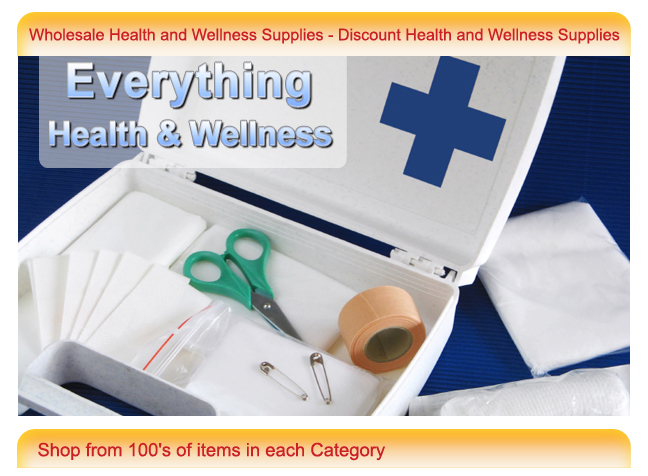 Wholesale Health and Wellness Supplies - Discount Health and Wellness Supplies
Everything
Health & Wellness
Shop from 100's of items in each Category